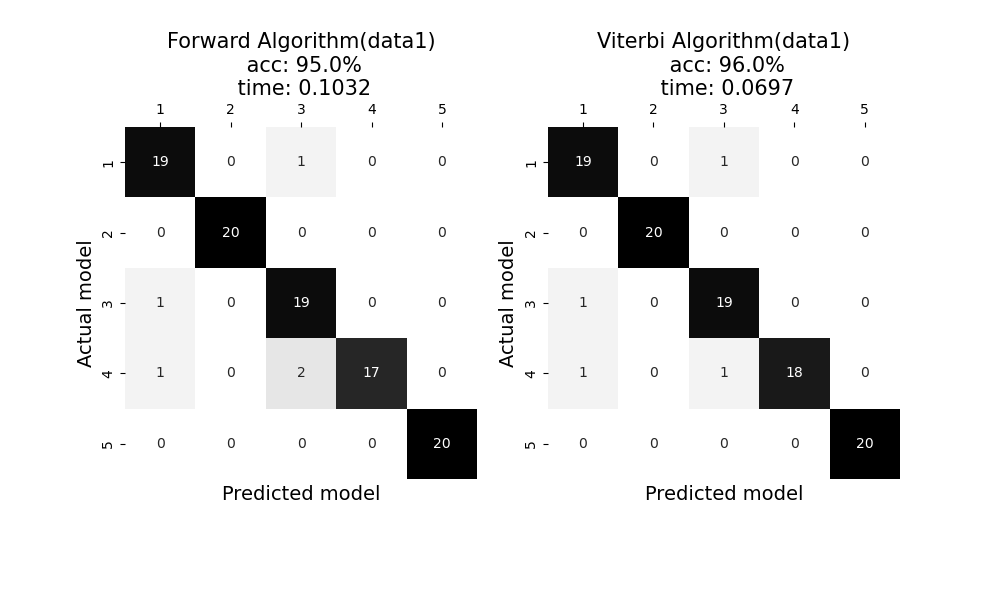 Forward Algorithm(data1)
acc: 95.0%
time: 0.1032
1 2 3 4 5
1 19 0 1 0 0
2 0 20 0 0 0
3 1 0 19 0 0
4 1 0 2 17 0
5 0 0 0 0 20
Actual model
Predicted model
Viterbi Algorithm(data1)
acc: 96.0%
time: 0.0697
1 2 3 4 5
1 19 0 1 0 0
2 0 20 0 0 0
3 1 0 19 0 0
4 1 0 1 18 0
5 0 0 0 0 20
Actual model
Predicted model